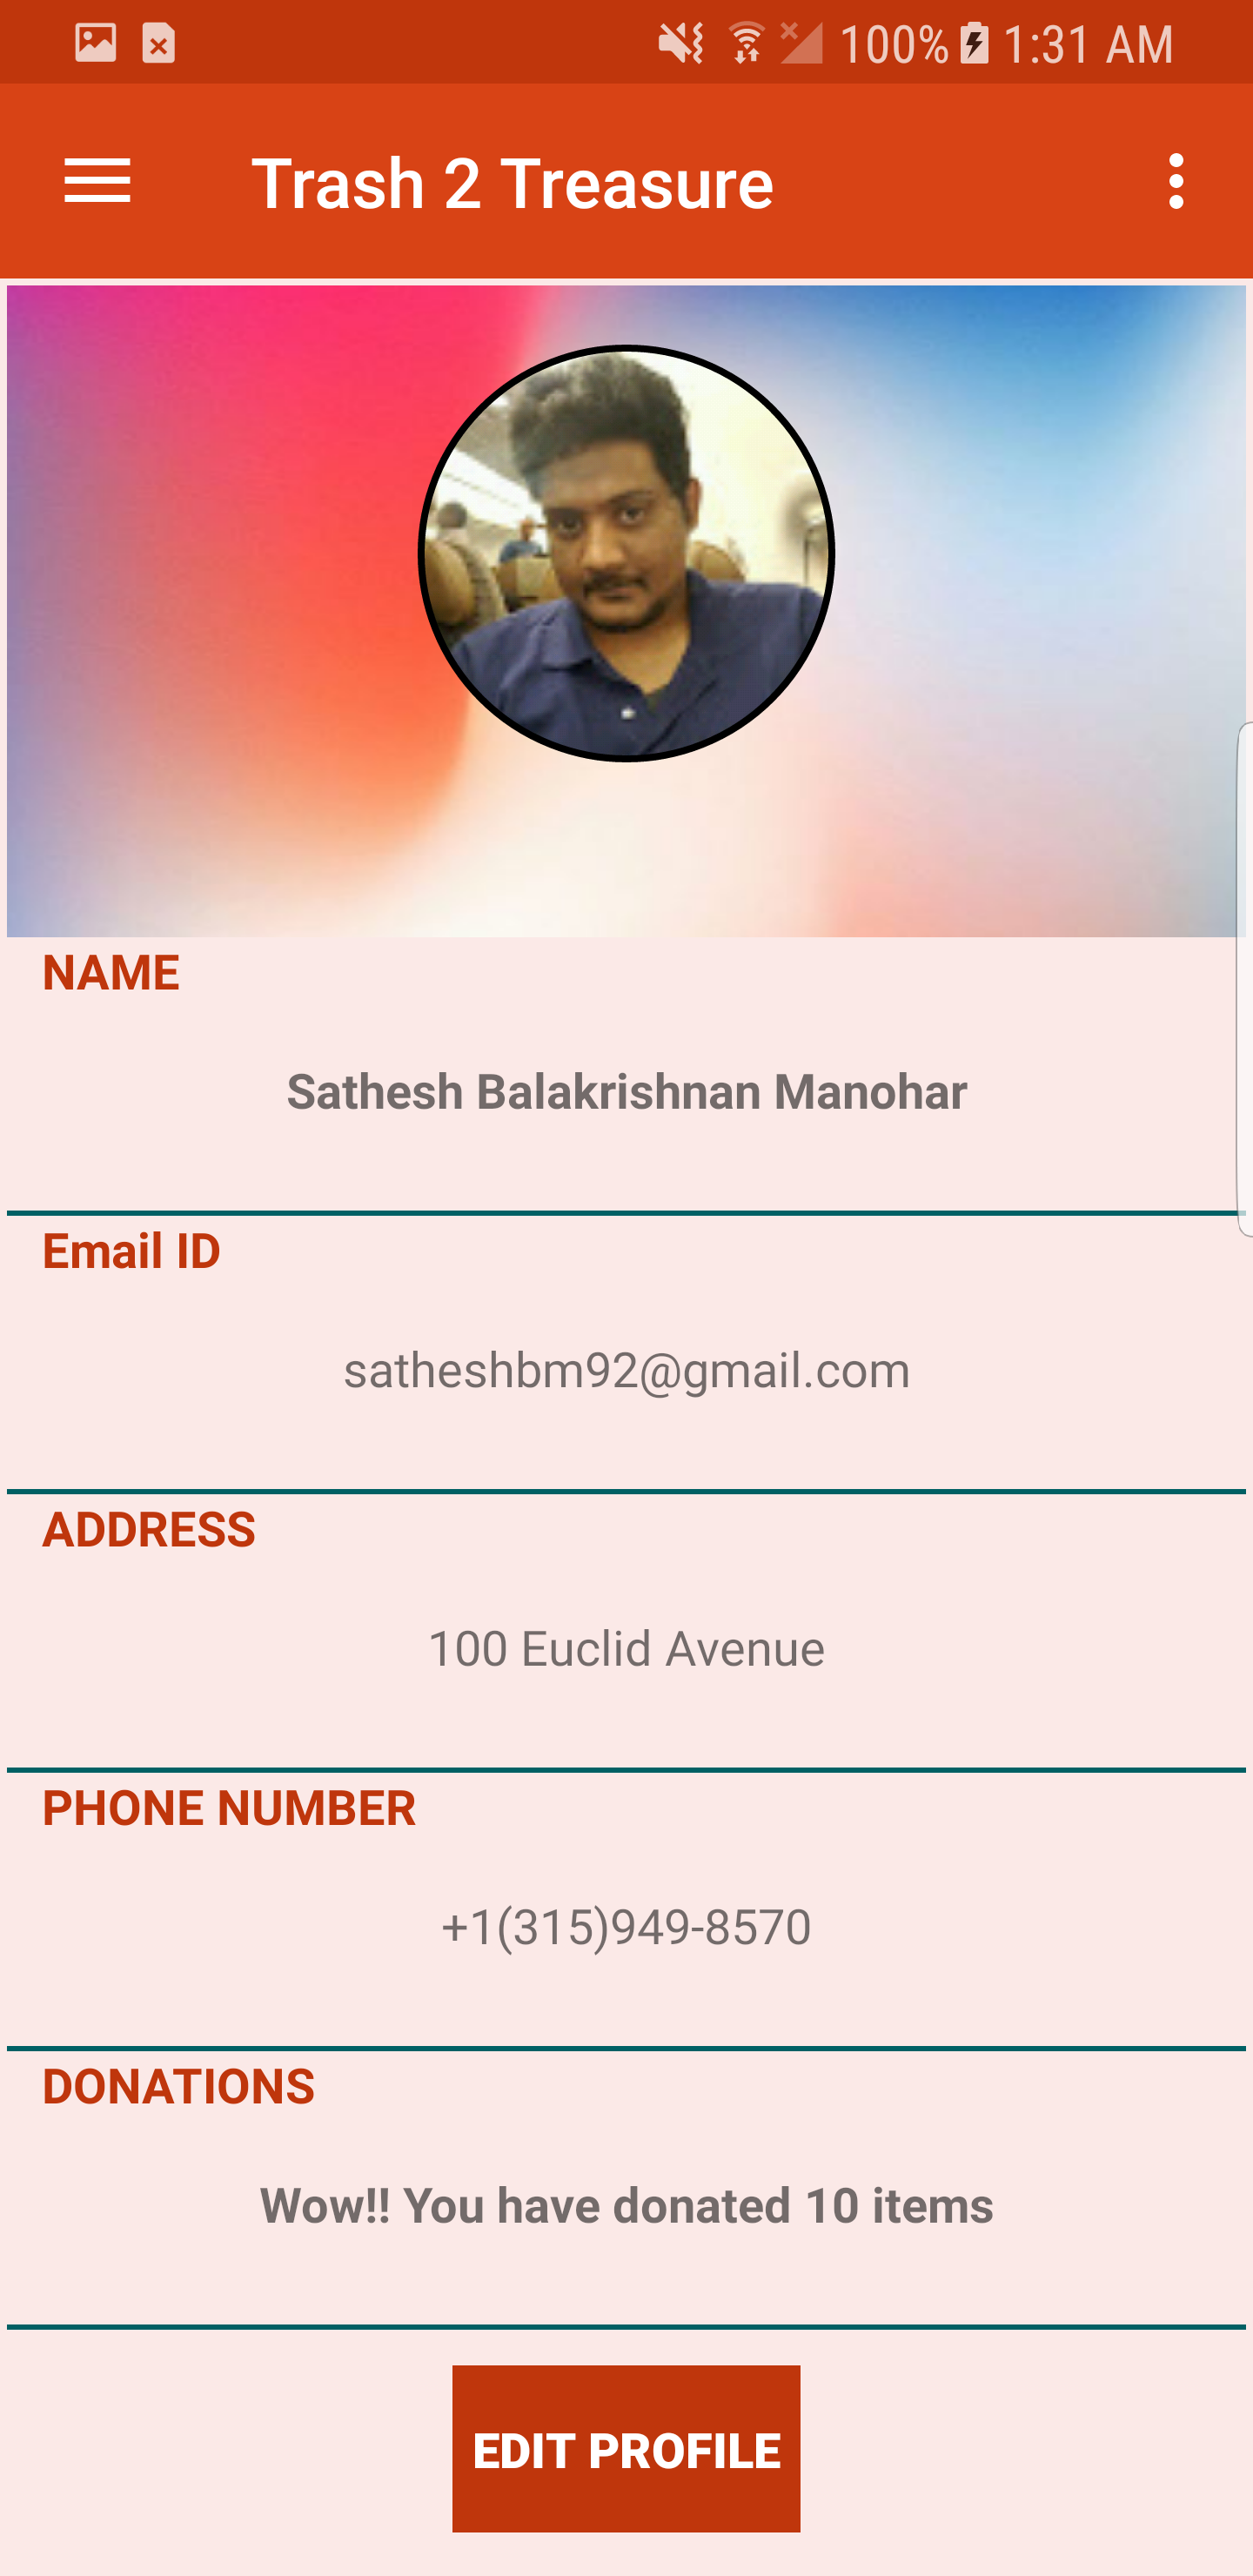 100% 1:31 AM
Trash 2 Treasure
NAME
Sathesh Balakrishnan Manohar
Email ID
satheshbm92@gmail.com
ADDRESS
100 Euclid Avenue
PHONE NUMBER
+1(315)949-8570
DONATIONS
Wow!! You have donated 10 items
EDIT PROFILE